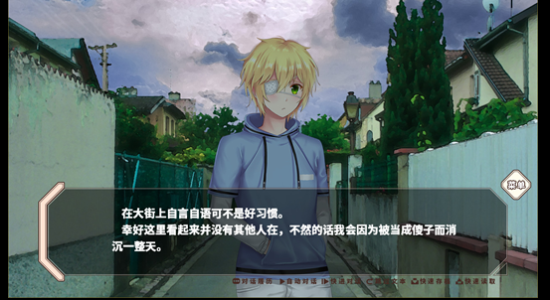 菜单
在大街上自言自语可不是好习惯。
幸好这里看起来并没有其他人在，不然的话我会因为被当成傻子而消
沉一整天。